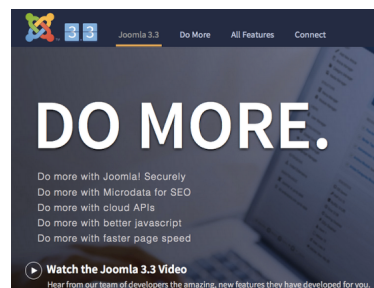 3 3
Joomla 3.3 Do More All Features Connect
DO MORE.
Do more with Joomla! Securely
Do more with Microdata for SEO
Do more with cloud APIs
Do more with better javascript
Do more with faster page speed
Watch the Joomla 3.3 Video
Hear from our team of developers the amazing, new features they have developed for you.